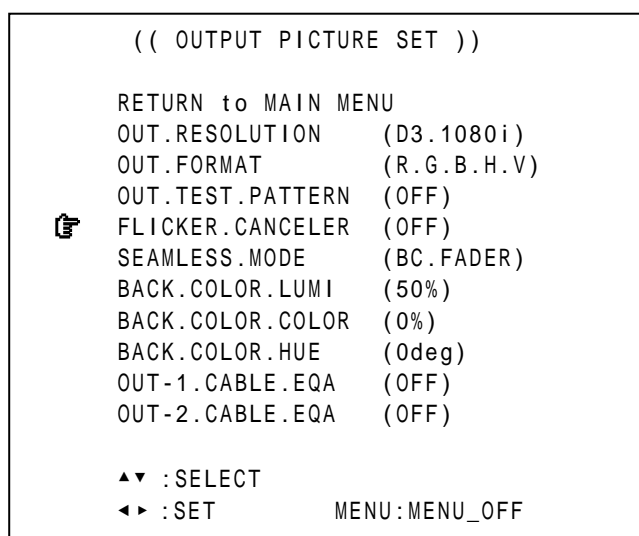 (( OUTPUT PICTURE SET ))
RETURN to MAIN MENU
OUT.RESOLUTION (D3.1080i)
OUT.FORMAT (R.G.B.H.V)
OUT.TEST.PATTERN (OFF)
FLICKER.CANCELER (OFF)
SEAMLESS.MODE (BC.FADER)
BACK.COLOR.LUMI (50%)
BACK.COLOR.COLOR (0%)
BACK.COLOR.HUE (0deg)
OUT-1.CABLE.EQA (OFF)
OUT-2.CABLE.EQA (OFF)
▲▼ :SELECT
◄► :SET MENU:MENU_OFF